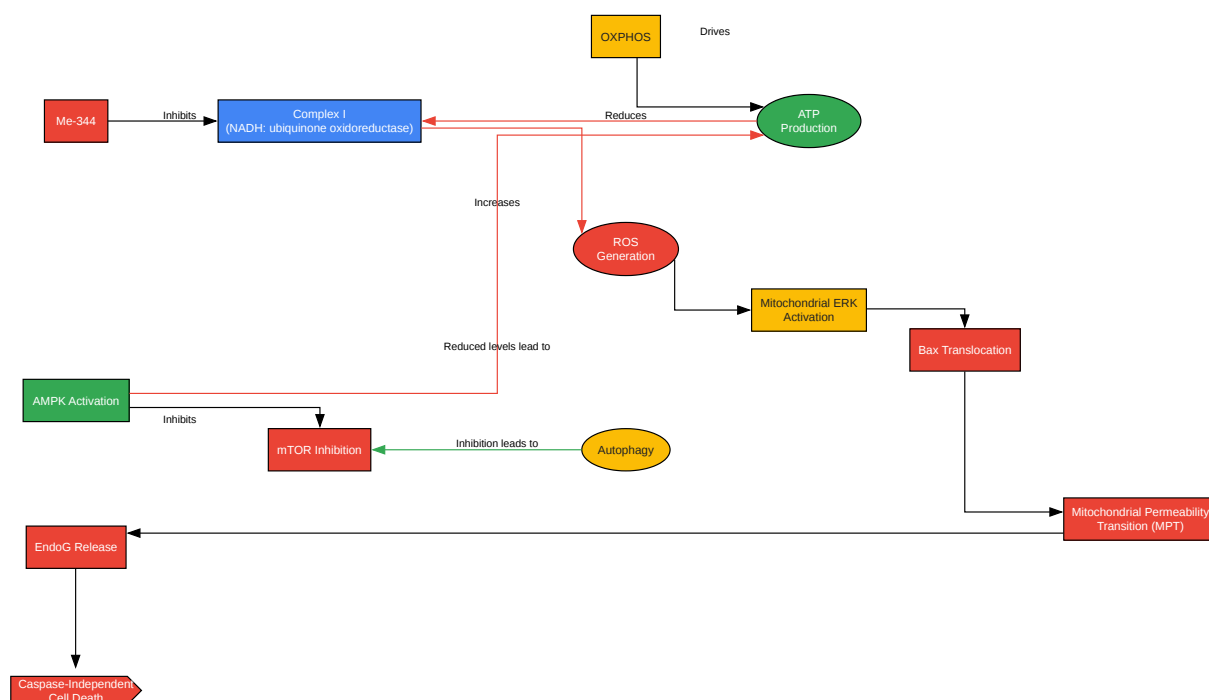 OXPHOS
Drives
Me-344
Inhibits
Complex I
(NADH: ubiquinone oxidoreductase)
Reduces
ATP
Production
Increases
ROS
Generation
Mitochondrial ERK
Activation
Reduced levels lead to
Bax Translocation
AMPK Activation
Inhibits
mTOR Inhibition
Inhibition leads to
Autophagy
Mitochondrial Permeability
Transition (MPT)
EndoG Release
Caspase-Independent
Cell Death